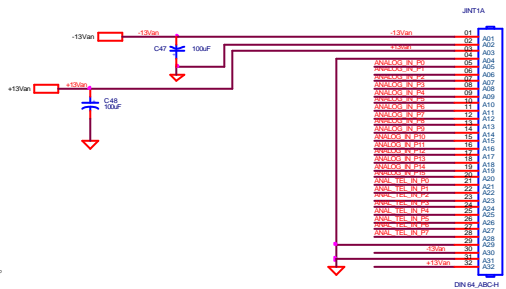 JINT1A
-13Van
-13Van
-13Van
01
A01
C47
100uF
+13Van
02
A02
03
A03
04
A04
ANALOG_IN_P0
05
A05
ANALOG_IN_P1
06
A06
ANALOG_IN_P2
07
A07
+13Van
+13Van
ANALOG_IN_P3
08
A08
ANALOG_IN_P4
09
A09
C48
100uF
ANALOG_IN_P5
10
A10
ANALOG_IN_P6
11
A11
ANALOG_IN_P7
12
A12
ANALOG_IN_P8
13
A13
ANALOG_IN_P9
14
A14
ANALOG_IN_P10
15
A15
ANALOG_IN_P11
16
A16
ANALOG_IN_P12
17
A17
ANALOG_IN_P13
18
A18
ANALOG_IN_P14
19
A19
ANALOG_IN_P15
20
A20
ANAL_TEL_IN_P0
21
A21
ANAL_TEL_IN_P1
22
A22
ANAL_TEL_IN_P2
23
A23
ANAL_TEL_IN_P3
24
A24
ANAL_TEL_IN_P4
25
A25
ANAL_TEL_IN_P5
26
A26
ANAL_TEL_IN_P6
27
A27
ANAL_TEL_IN_P7
28
A28
29
A29
-13Van
30
A30
31
A31
+13Van
32
A32
DIN 64_ABC-H